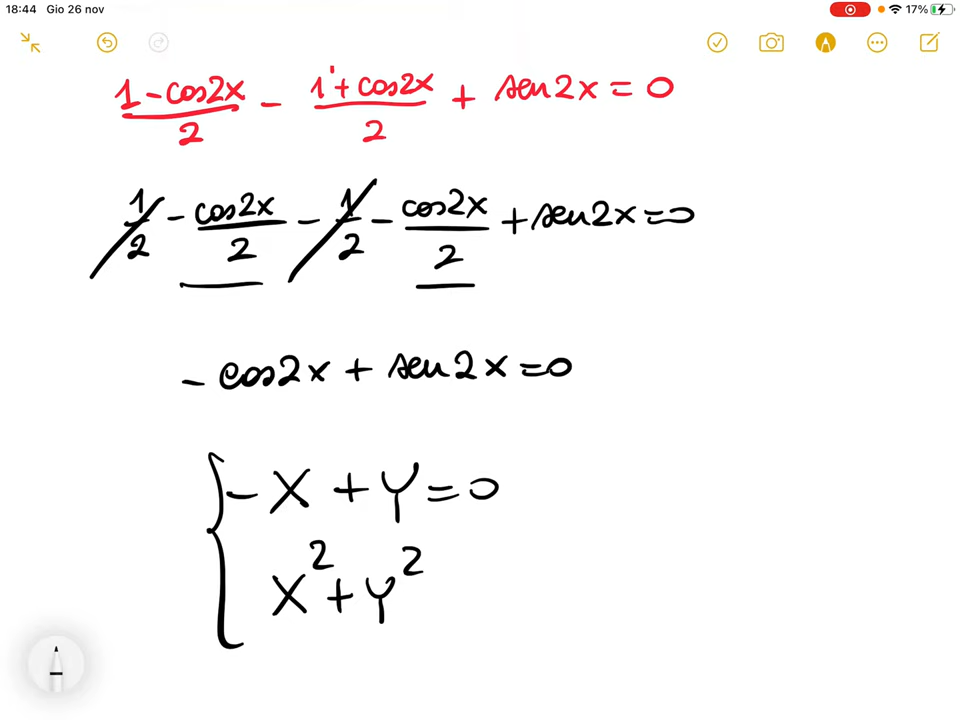 18:44 Gio 26 nov 17%
(1-cos2x)/2 - (1+cos2x)/2 + sen2x = 0
1/2 - cos2x/2 - 1/2 - cos2x/2 + sen2x = 0
- cos2x + sen2x = 0
{ -X + Y = 0
X² + Y²